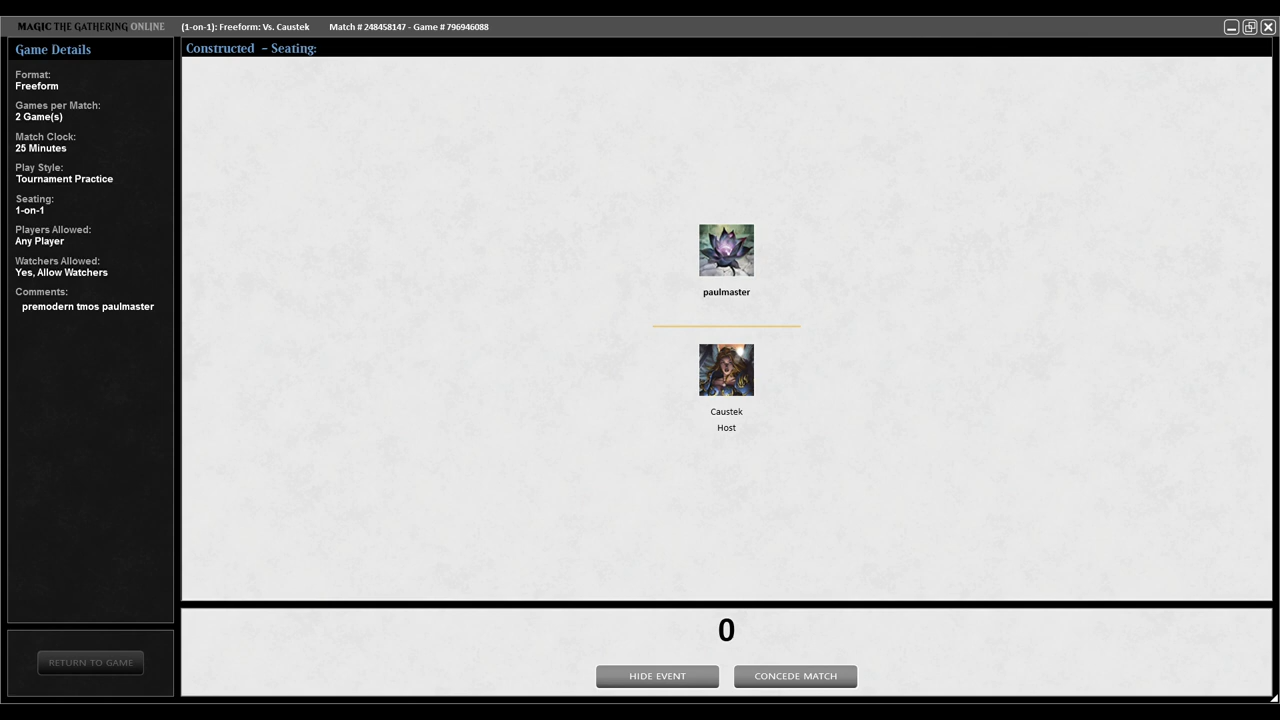 MAGIC THE GATHERING ONLINE (1-on-1): Freeform: Vs. Caustek Match # 248458147 - Game # 796946088
Game Details
Constructed - Seating:
Format:
Freeform
Games per Match:
2 Game(s)
Match Clock:
25 Minutes
Play Style:
Tournament Practice
Seating:
1-on-1
Players Allowed:
Any Player
Watchers Allowed:
Yes, Allow Watchers
Comments:
premodern tmos paulmaster
paulmaster
Caustek
Host
0
RETURN TO GAME
HIDE EVENT
CONCEDE MATCH